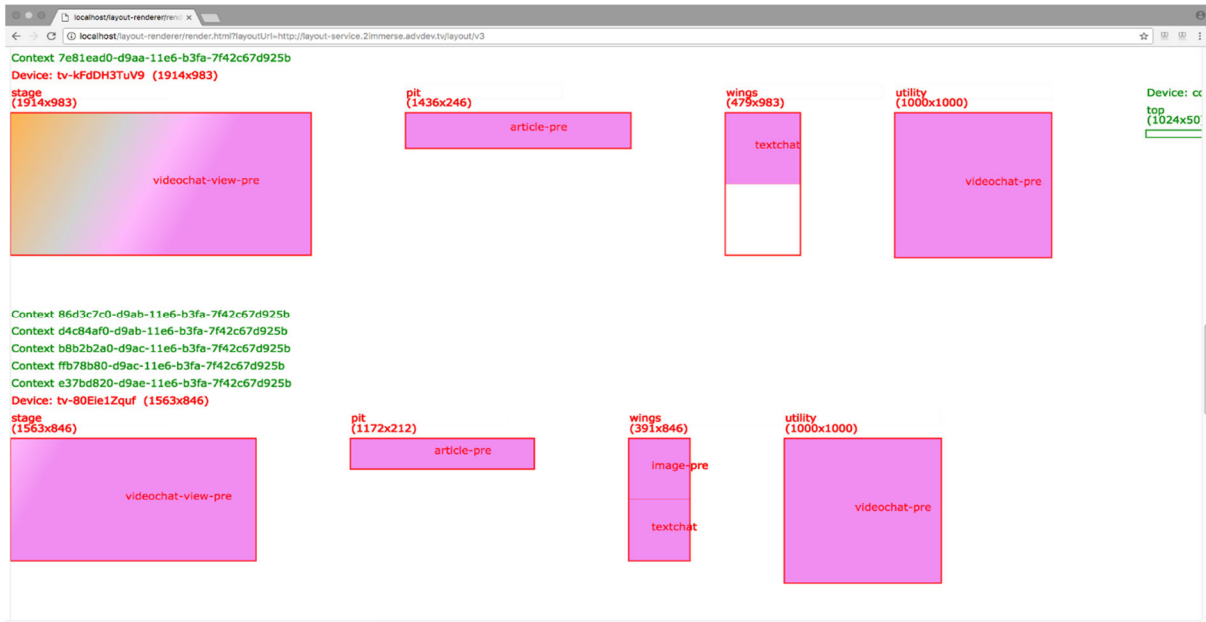 localhost/layout-renderer/rend
localhost/layout-renderer/render.html?layoutUrl=http://layout-service.2immerse.advdev.tv/layout/v3
Context 7e81ead0-d9aa-11e6-b3fa-7f42c67d925b
Device: tv-kFdDH3TuV9 (1914x983)
stage pit wings utility Device: cc
(1914x983) (1436x246) (479x983) (1000x1000) top
(1024x50
article-pre
textchat
videochat-view-pre videochat-pre
Context 86d3c7c0-d9ab-11e6-b3fa-7f42c67d925b
Context d4c84af0-d9ab-11e6-b3fa-7f42c67d925b
Context b8b2b2a0-d9ac-11e6-b3fa-7f42c67d925b
Context ffb78b80-d9ac-11e6-b3fa-7f42c67d925b
Context e37bd820-d9ae-11e6-b3fa-7f42c67d925b
Device: tv-80Eie1Zquf (1563x846)
stage pit wings utility
(1563x846) (1172x212) (391x846) (1000x1000)
article-pre
image-pre
videochat-view-pre videochat-pre
textchat